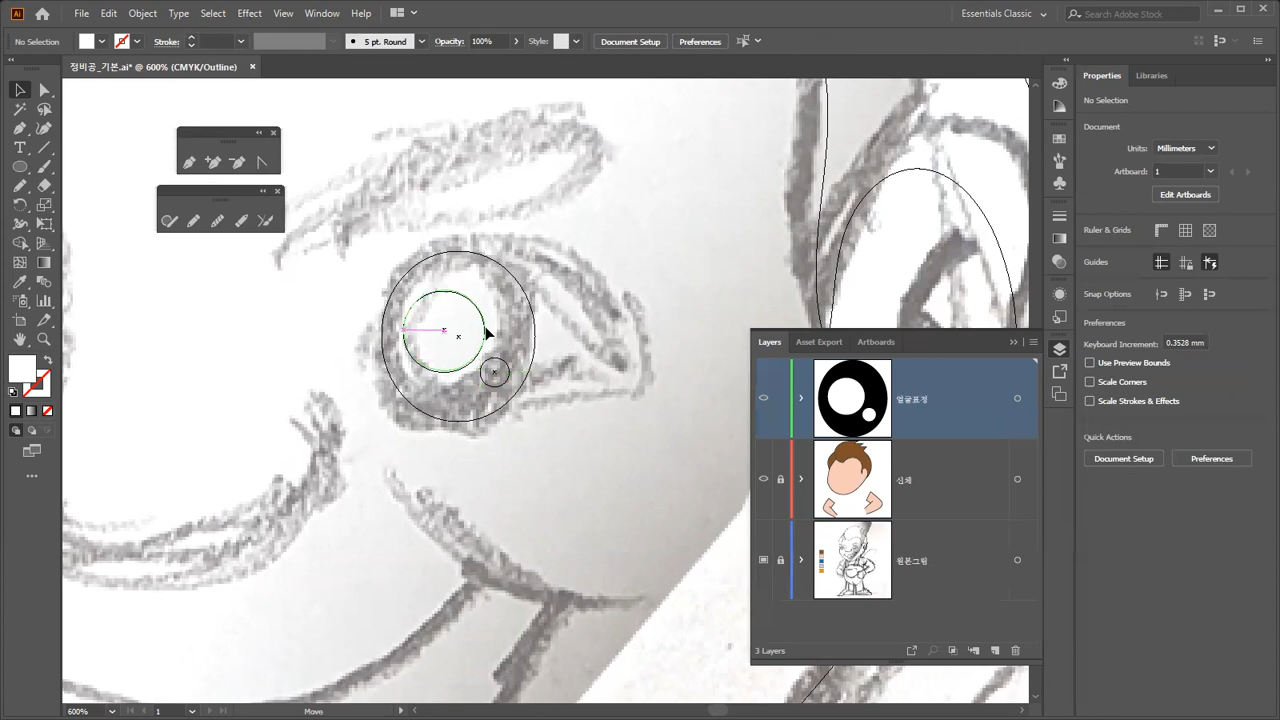 Ai File Edit Object Type Select Effect View Window Help Essentials Classic Search Adobe Stock
No Selection Stroke: 5 pt. Round Opacity: 100% Style: Document Setup Preferences
정비공_기본.ai* @ 600% (CMYK/Outline)
Properties Libraries
No Selection
Document
Units: Millimeters
Artboard: 1
Edit Artboards
Ruler & Grids
Guides
Snap Options
Preferences
Keyboard Increment: 0.3528 mm
Use Preview Bounds
Scale Corners
Scale Strokes & Effects
Quick Actions
Document Setup Preferences
Layers Asset Export Artboards
얼굴표정
신체
원본그림
3 Layers
600% 1 Move